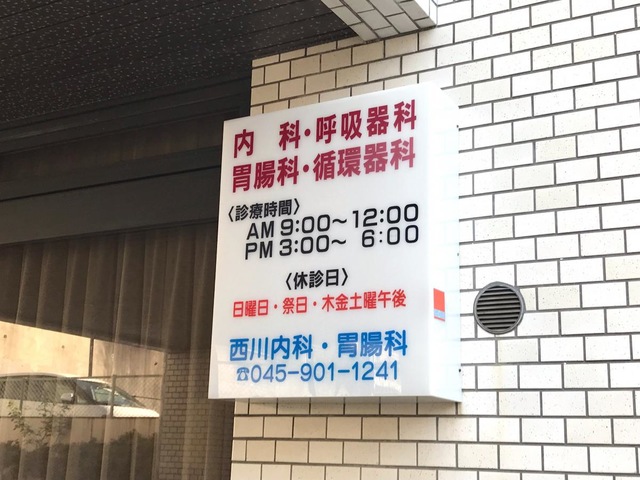 内 科・呼吸器科
胃腸科・循環器科
〈診療時間〉
AM 9:00〜12:00
PM 3:00〜 6:00
〈休診日〉
日曜日・祭日・木金土曜午後
西川内科・胃腸科
☎045-901-1241